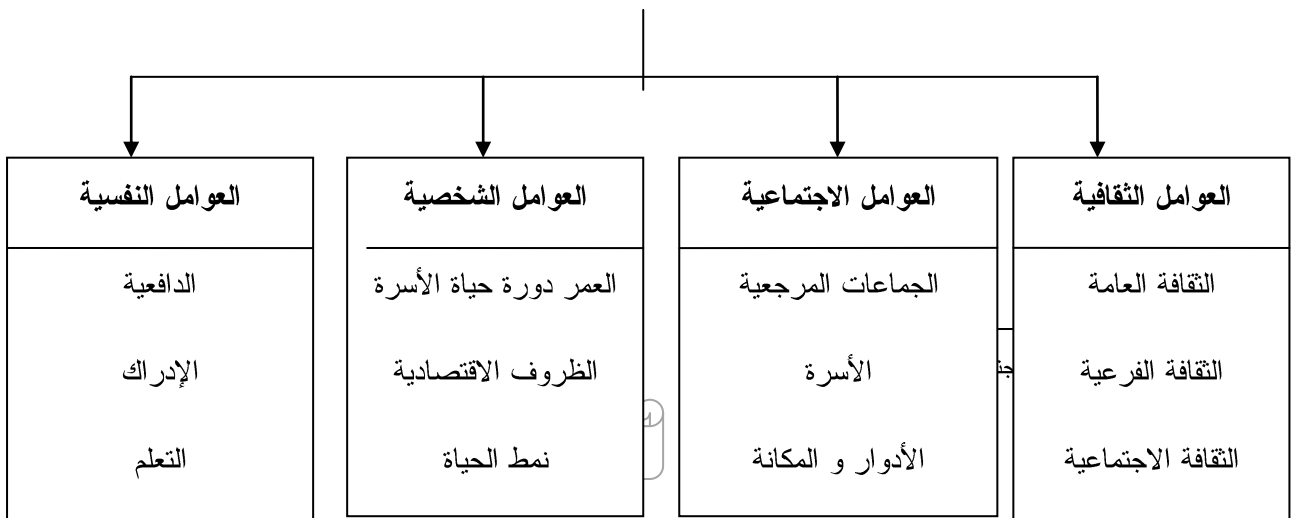 العوامل الثقافية
الثقافة العامة
الثقافة الفرعية
الثقافة الاجتماعية
العوامل الاجتماعية
الجماعات المرجعية
الأسرة
الأدوار و المكانة
العوامل الشخصية
العمر دورة حياة الأسرة
الظروف الاقتصادية
نمط الحياة
العوامل النفسية
الدافعية
الإدراك
التعلم